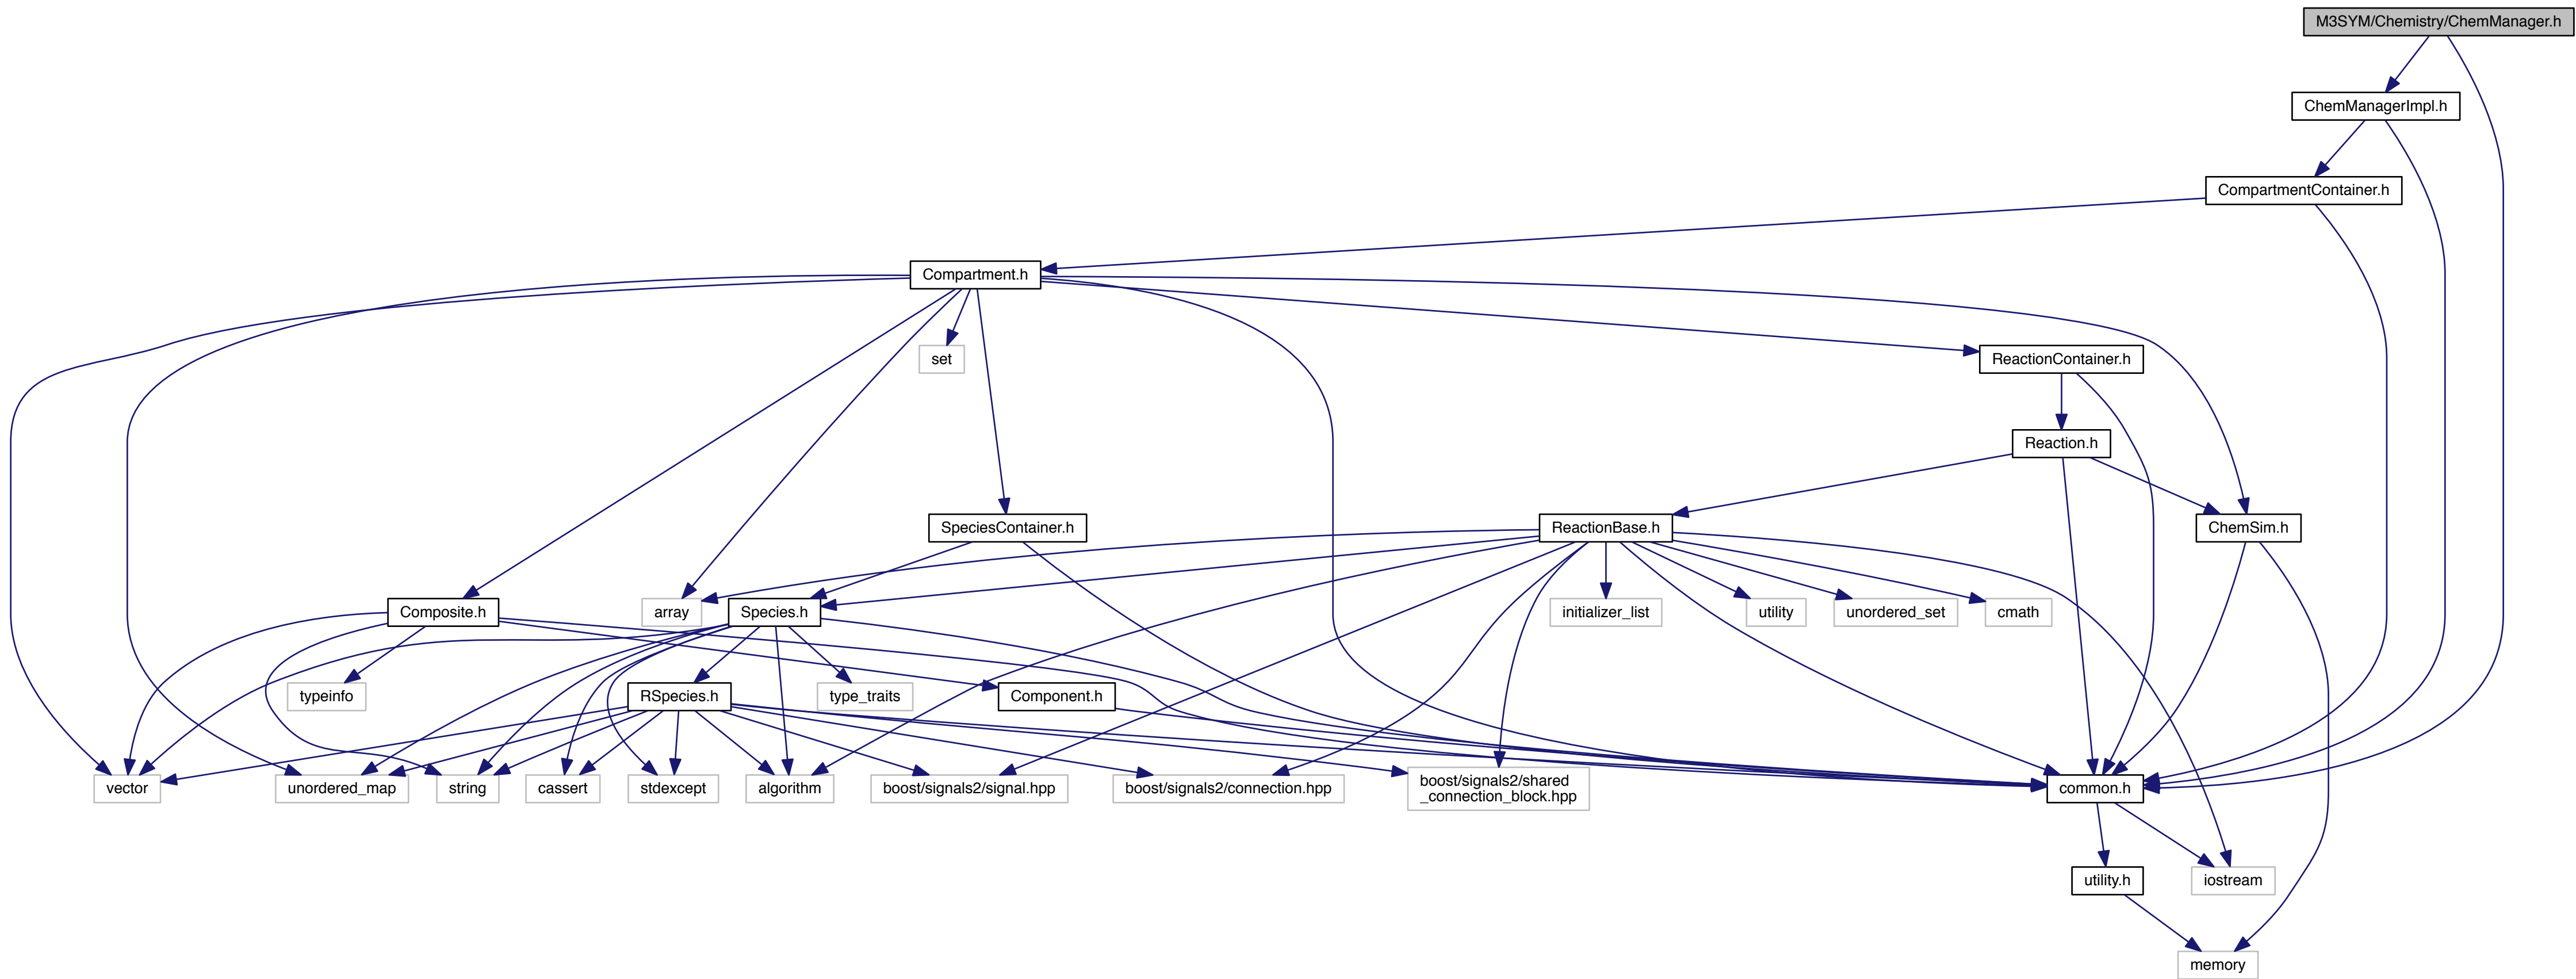 M3SYM/Chemistry/ChemManager.h
ChemManagerImpl.h
CompartmentContainer.h
Compartment.h
set
ReactionContainer.h
Reaction.h
SpeciesContainer.h
ReactionBase.h
ChemSim.h
Composite.h
array
Species.h
initializer_list
utility
unordered_set
cmath
typeinfo
RSpecies.h
type_traits
Component.h
vector
unordered_map
string
cassert
stdexcept
algorithm
boost/signals2/signal.hpp
boost/signals2/connection.hpp
boost/signals2/shared
_connection_block.hpp
common.h
utility.h
iostream
memory